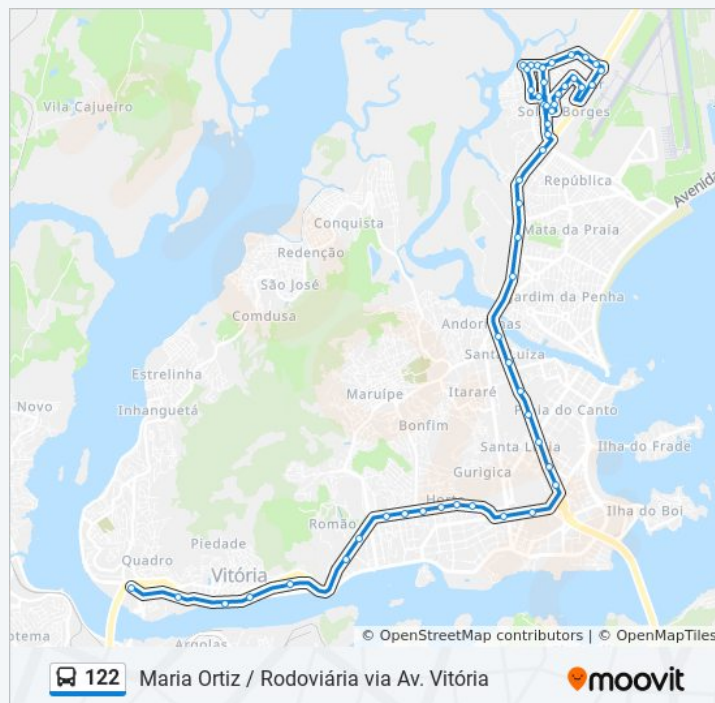 Vila Cajueiro
Borges
República
Avenida
Conquista
Mata da Praia
Redenção
São José
Jardim da Penha
Comdusa
Andorinhas
Santa Luiza
Estrelinha
Maruípe
Itararé
Novo
Inhanguetá
Praia do Canto
Bonfim
Santa Lúcia
Ilha do Frade
Gurigica
Horto
Ilha do Boi
Romão
Piedade
Quadro
Vitória
Argolas
© OpenStreetMap contributors | © OpenMapTiles
122 Maria Ortiz / Rodoviária via Av. Vitória
moovit